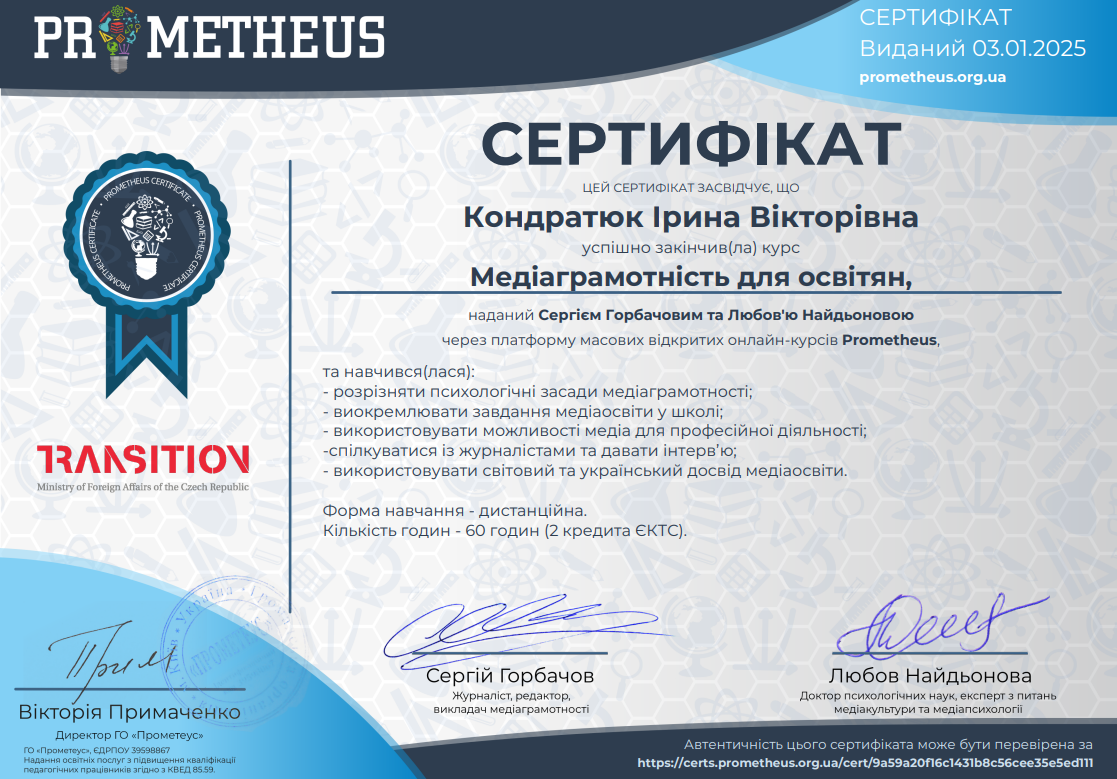 PROMETHEUS
СЕРТИФІКАТ
Виданий 03.01.2025
prometheus.org.ua
СЕРТИФІКАТ
ЦЕЙ СЕРТИФІКАТ ЗАСВІДЧУЄ, ЩО
Кондратюк Ірина Вікторівна
успішно закінчив(ла) курс
Медіаграмотність для освітян,
наданий Сергієм Горбачовим та Любов'ю Найдьоновою
через платформу масових відкритих онлайн-курсів Prometheus,
та навчився(лася):
- розрізняти психологічні засади медіаграмотності;
- виокремлювати завдання медіаосвіти у школі;
- використовувати можливості медіа для професійної діяльності;
-спілкуватися із журналістами та давати інтерв’ю;
- використовувати світовий та український досвід медіаосвіти.
Форма навчання - дистанційна.
Кількість годин - 60 годин (2 кредита ЄКТС).
PROMETHEUS CERTIFICATE • PROMETHEUS CERTIFICATE • PROMETHEUS CERTIFICATE •
TRANSITION
Ministry of Foreign Affairs of the Czech Republic
Вікторія Примаченко
Директор ГО «Прометеус»
ГО «Прометеус», ЄДРПОУ 39598867
Надання освітніх послуг з підвищення кваліфікації
педагогічних працівників згідно з КВЕД 85.59.
Сергій Горбачов
Журналіст, редактор,
викладач медіаграмотності
Любов Найдьонова
Доктор психологічних наук, експерт з питань
медіакультури та медіапсихології
Автентичність цього сертифіката може бути перевірена за
https://certs.prometheus.org.ua/cert/9a59a20f16c1431b8c56cee35e5ed111